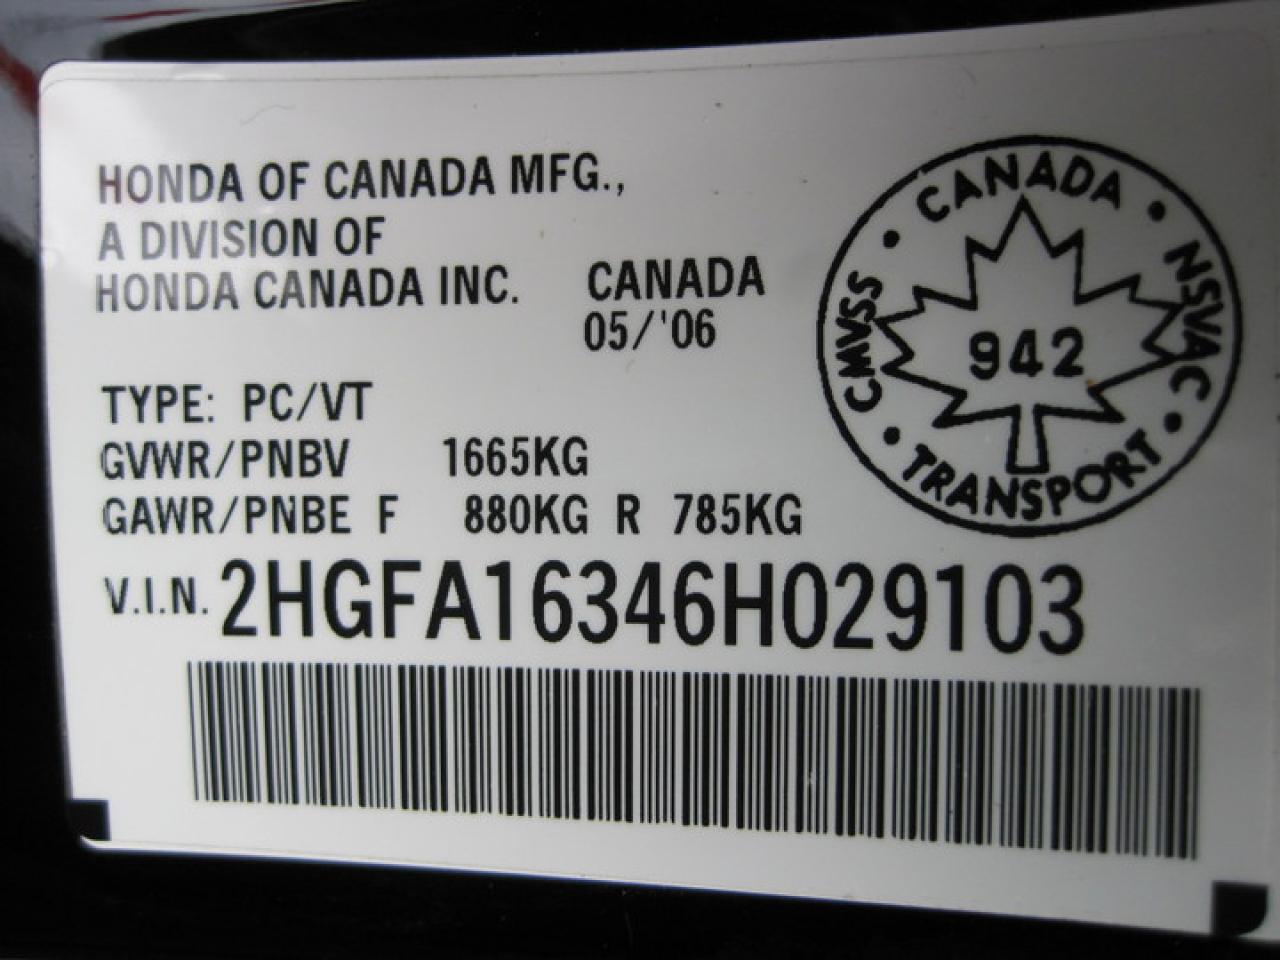 HONDA OF CANADA MFG.,
A DIVISION OF
HONDA CANADA INC. CANADA
05/'06
TYPE: PC/VT
GVWR/PNBV 1665KG
GAWR/PNBE F 880KG R 785KG
V.I.N. 2HGFA16346H029103
CANADA • NSVAC • TRANSPORT • CMVSS •
942